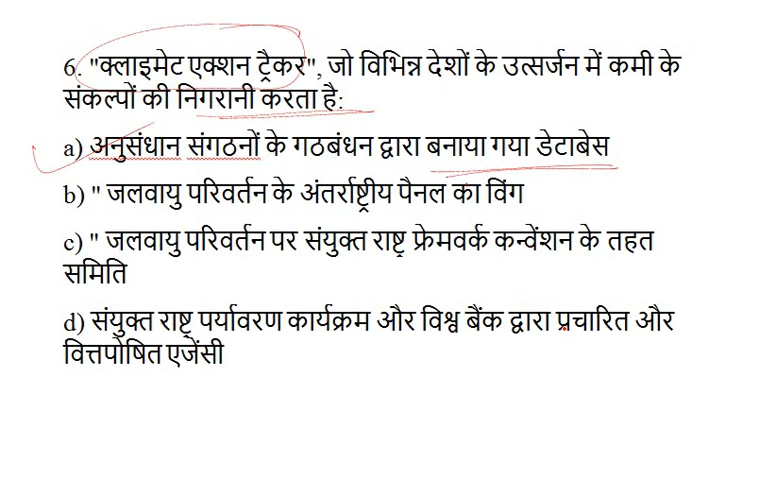 6. "क्लाइमेट एक्शन ट्रैकर", जो विभिन्न देशों के उत्सर्जन में कमी के
संकल्पों की निगरानी करता है:
a) अनुसंधान संगठनों के गठबंधन द्वारा बनाया गया डेटाबेस
b) " जलवायु परिवर्तन के अंतर्राष्ट्रीय पैनल का विंग
c) " जलवायु परिवर्तन पर संयुक्त राष्ट्र फ्रेमवर्क कन्वेंशन के तहत
समिति
d) संयुक्त राष्ट्र पर्यावरण कार्यक्रम और विश्व बैंक द्वारा प्रचारित और
वित्तपोषित एजेंसी